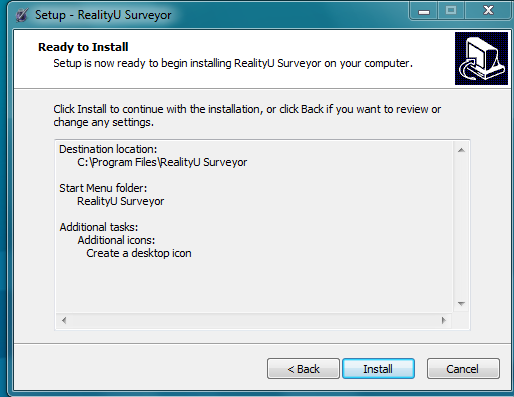 Setup - RealityU Surveyor
Ready to Install
Setup is now ready to begin installing RealityU Surveyor on your computer.
Click Install to continue with the installation, or click Back if you want to review or
change any settings.
Destination location:
C:\Program Files\RealityU Surveyor
Start Menu folder:
RealityU Surveyor
Additional tasks:
Additional icons:
Create a desktop icon
< Back
Install
Cancel